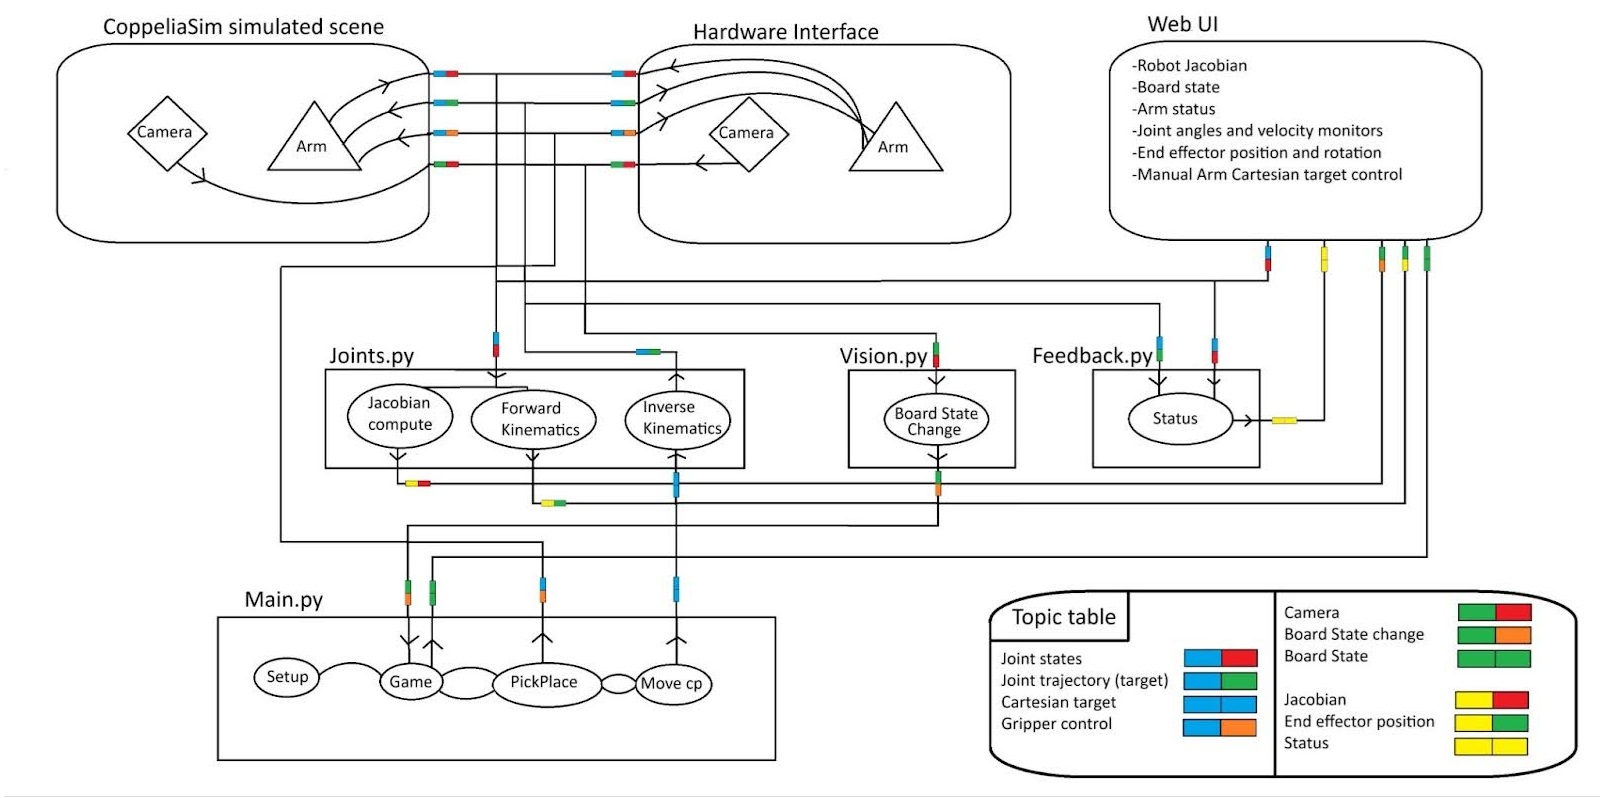 CoppeliaSim simulated scene
Hardware Interface
Web UI
Camera
Arm
Camera
Arm
-Robot Jacobian
-Board state
-Arm status
-Joint angles and velocity monitors
-End effector position and rotation
-Manual Arm Cartesian target control
Joints.py
Vision.py
Feedback.py
Jacobian
compute
Forward
Kinematics
Inverse
Kinematics
Board State
Change
Status
Main.py
Setup
Game
PickPlace
Move cp
Topic table
Joint states
Joint trajectory (target)
Cartesian target
Gripper control
Camera
Board State change
Board State
Jacobian
End effector position
Status